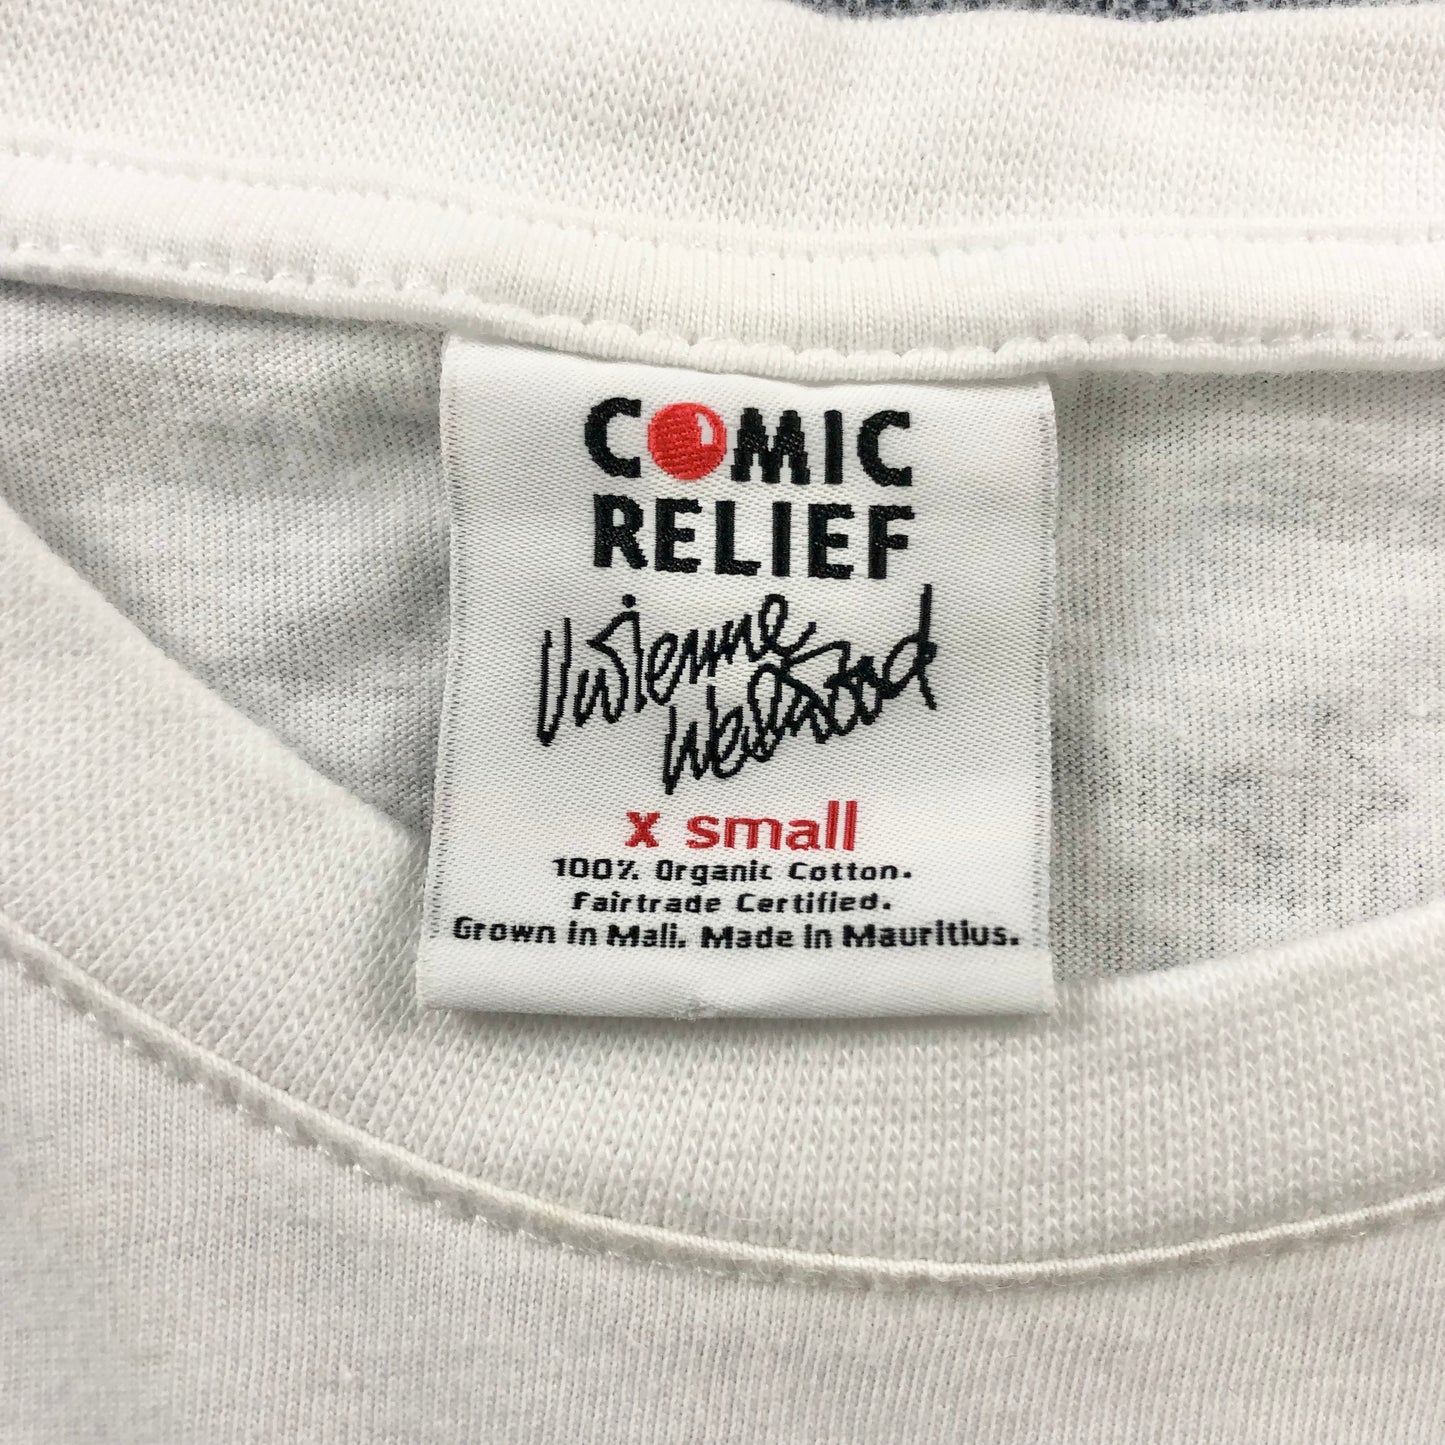 COMIC
RELIEF
Vivienne
Westwood
x small
100% Organic Cotton.
Fairtrade Certified.
Grown in Mali. Made in Mauritius.